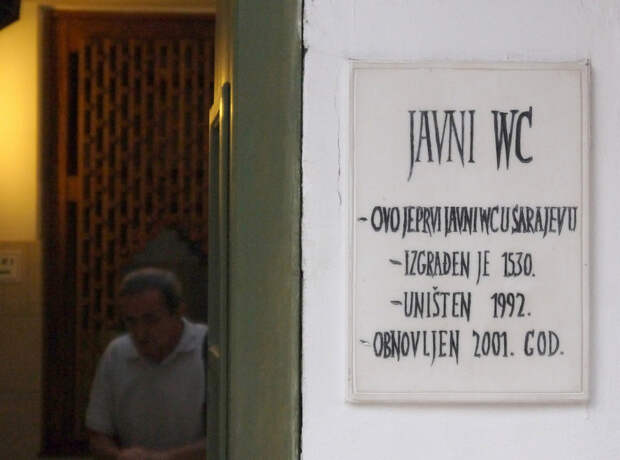 JAVNI WC
- OVO JE PRVI JAVNI WC U SARAJEVU
- IZGRAĐEN JE 1530.
- UNIŠTEN 1992.
- OBNOVLJEN 2001. GOD.